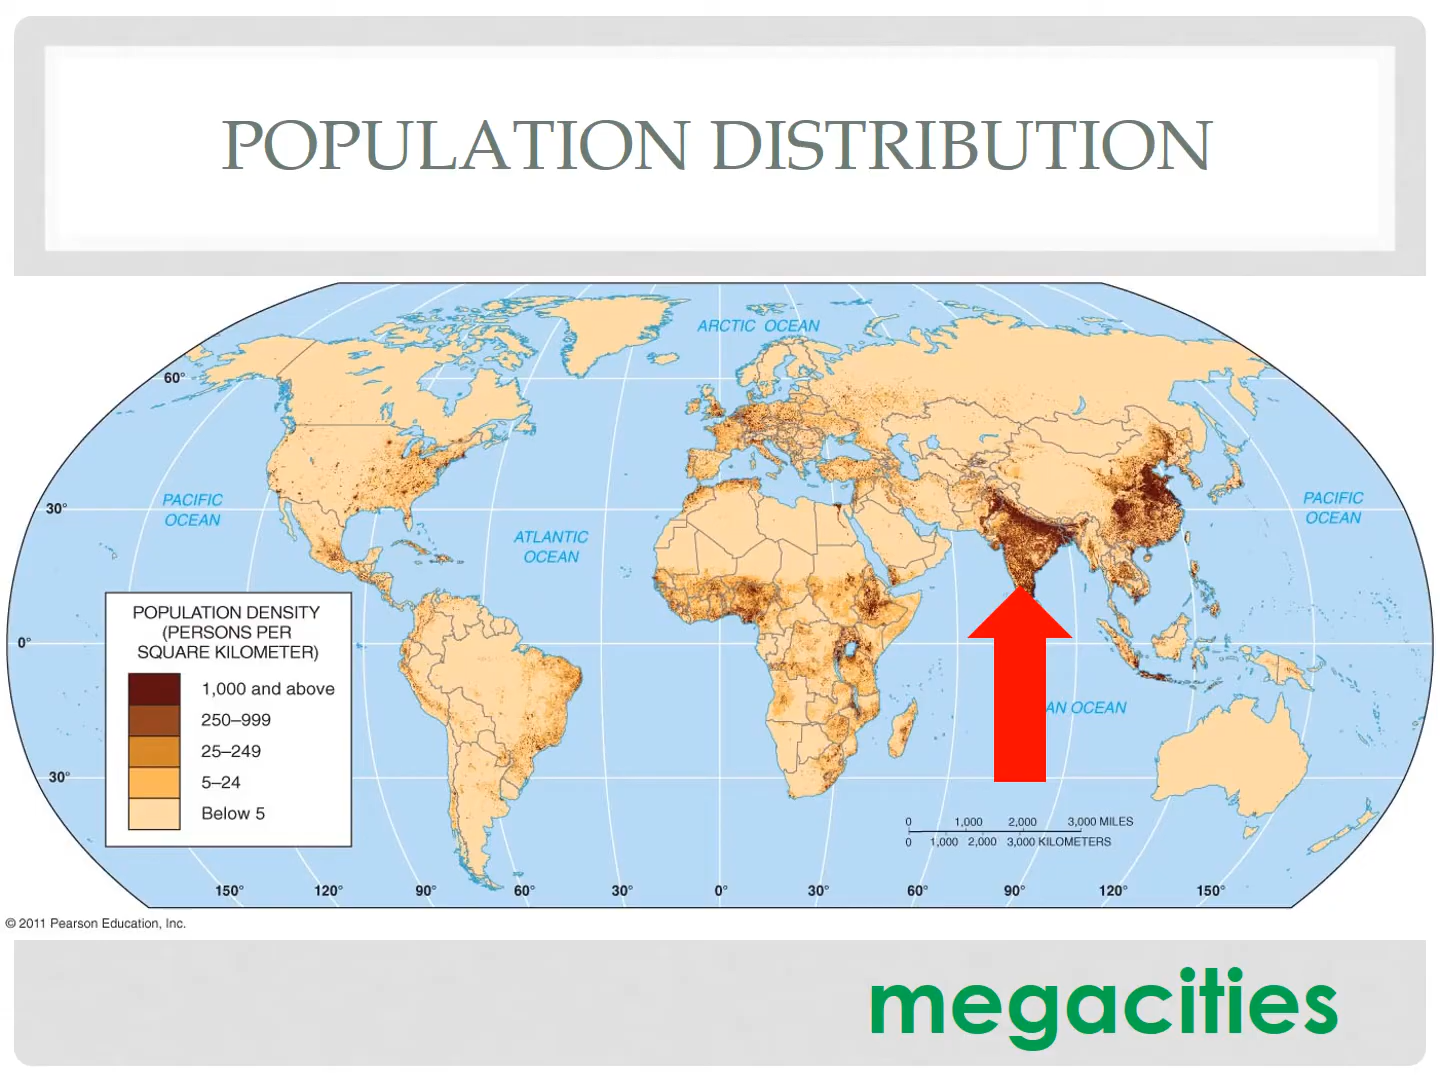 POPULATION DISTRIBUTION
ARCTIC OCEAN
60°
PACIFIC
OCEAN
30°
ATLANTIC
OCEAN
PACIFIC
OCEAN
0°
POPULATION DENSITY
(PERSONS PER
SQUARE KILOMETER)
1,000 and above
250–999
25–249
5–24
Below 5
AN OCEAN
30°
0 1,000 2,000 3,000 MILES
0 1,000 2,000 3,000 KILOMETERS
150° 120° 90° 60° 30° 0° 30° 60° 90° 120° 150°
© 2011 Pearson Education, Inc.
megacities